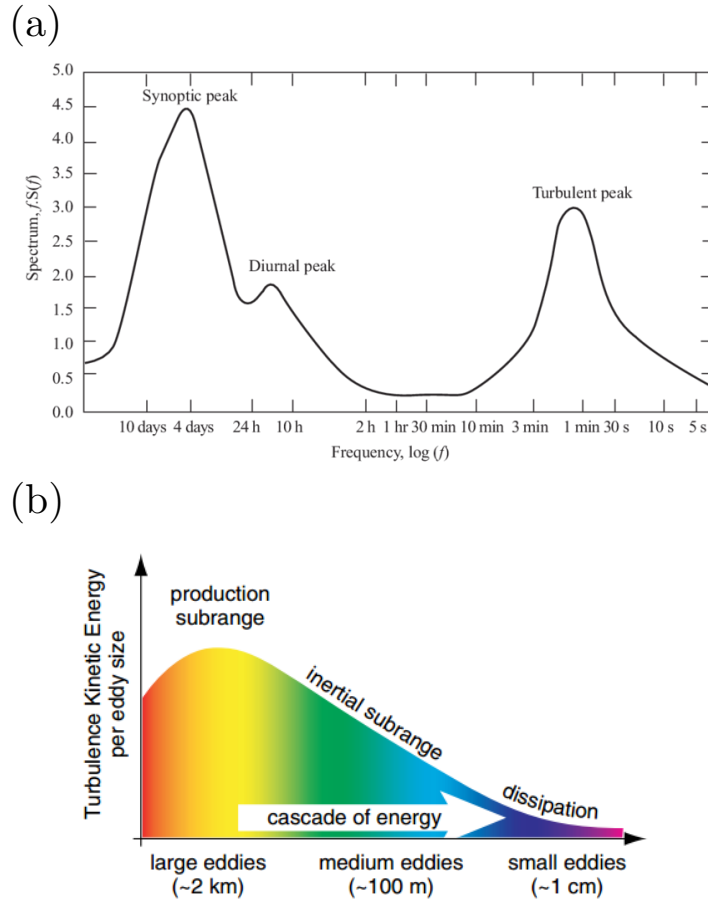 (a)
5.0
4.5
4.0
3.5
3.0
2.5
2.0
1.5
1.0
0.5
0.0
Spectrum, f.S(f)
Synoptic peak
Diurnal peak
Turbulent peak
10 days 4 days 24 h 10 h 2 h 1 hr 30 min 10 min 3 min 1 min 30 s 10 s 5 s
Frequency, log (f)
(b)
Turbulence Kinetic Energy
per eddy size
production
subrange
inertial subrange
dissipation
cascade of energy
large eddies medium eddies small eddies
(~2 km) (~100 m) (~1 cm)